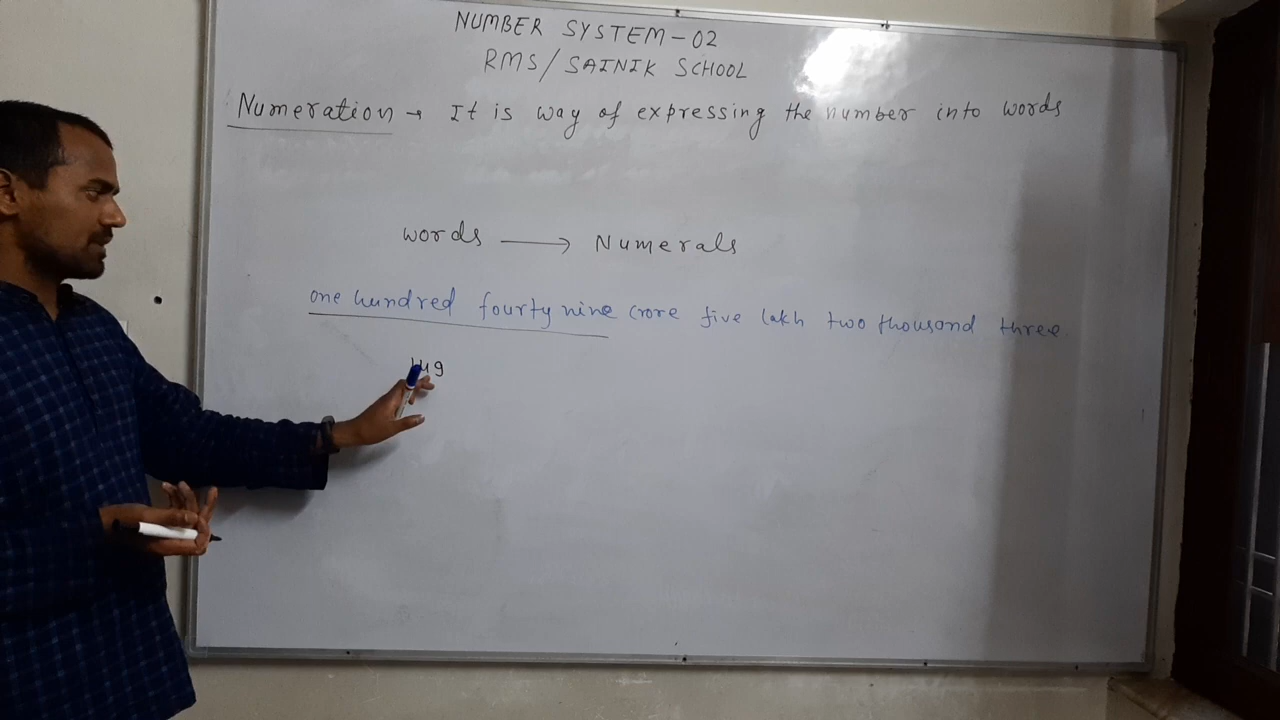 NUMBER SYSTEM-02
RMS/SAINIK SCHOOL
Numeration → It is way of expressing the number into words
words → Numerals
one hundred fourty nine crore five lakh two thousand three
149